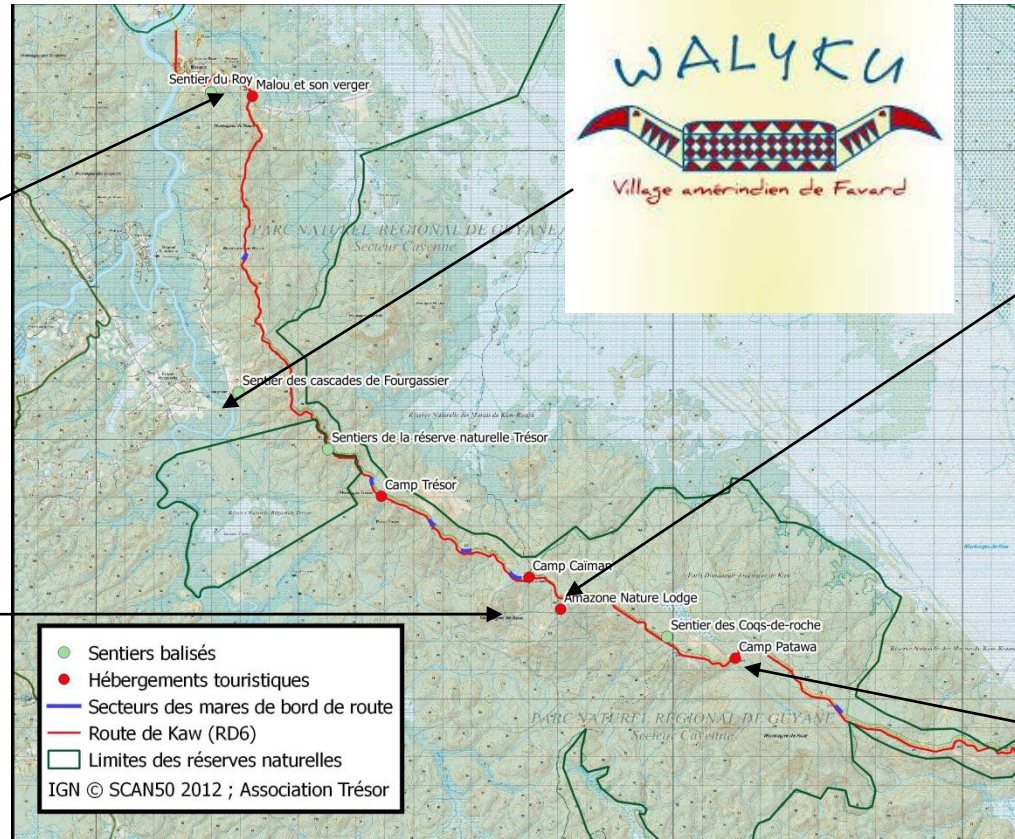 WALYKU
Village amérindien de Favard
Sentier du Roy
Malou et son verger
PARC NATUREL REGIONAL DE GUYANE
Secteur Cayenne
Sentier des cascades de Fourgassier
Sentiers de la réserve naturelle Trésor
Camp Trésor
Camp Caïman
Amazone Nature Lodge
Sentier des Coqs-de-roche
Camp Patawa
PARC NATUREL REGIONAL DE GUYANE
Secteur Cayenne
Sentiers balisés
Hébergements touristiques
Secteurs des mares de bord de route
Route de Kaw (RD6)
Limites des réserves naturelles
IGN © SCAN50 2012 ; Association Trésor